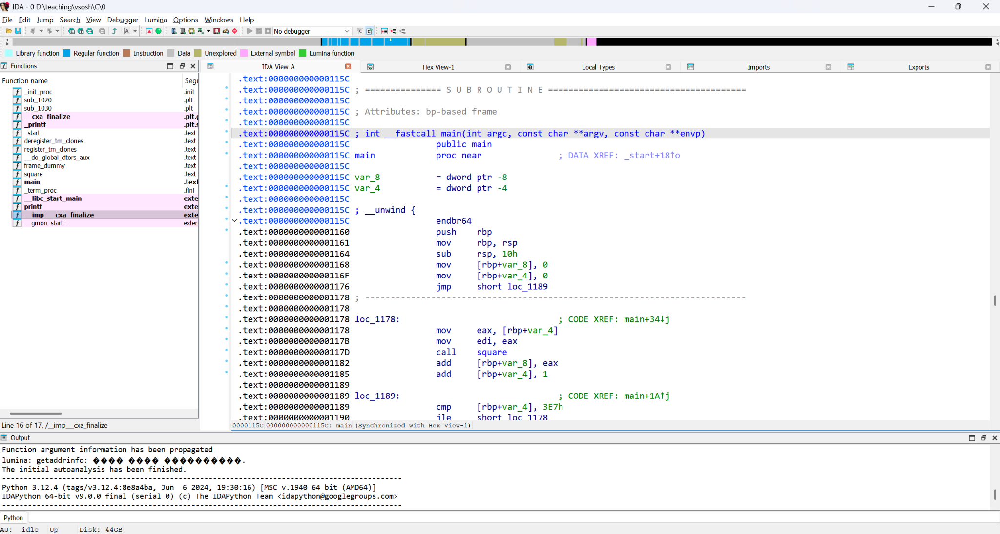 IDA - 0 D:\teaching\vsosh\C\0
File Edit Jump Search View Debugger Lumina Options Windows Help
No debugger
Library function Regular function Instruction Data Unexplored External symbol Lumina function
Functions
Function name Segr
_init_proc .init
sub_1020 .plt
sub_1030 .plt
__cxa_finalize .plt.g
_printf .plt.s
_start .text
deregister_tm_clones .text
register_tm_clones .text
__do_global_dtors_aux .text
frame_dummy .text
square .text
main .text
_term_proc .fini
__libc_start_main exte
printf exte
__imp___cxa_finalize exte
__gmon_start__ extern
Line 16 of 17, /__imp___cxa_finalize
IDA View-A Hex View-1 Local Types Imports Exports
.text:000000000000115C
.text:000000000000115C ; =============== S U B R O U T I N E =======================================
.text:000000000000115C
.text:000000000000115C ; Attributes: bp-based frame
.text:000000000000115C
.text:000000000000115C ; int __fastcall main(int argc, const char **argv, const char **envp)
.text:000000000000115C public main
.text:000000000000115C main proc near ; DATA XREF: _start+18↑o
.text:000000000000115C
.text:000000000000115C var_8 = dword ptr -8
.text:000000000000115C var_4 = dword ptr -4
.text:000000000000115C
.text:000000000000115C ; __unwind {
.text:000000000000115C endbr64
.text:0000000000001160 push rbp
.text:0000000000001161 mov rbp, rsp
.text:0000000000001164 sub rsp, 10h
.text:0000000000001168 mov [rbp+var_8], 0
.text:000000000000116F mov [rbp+var_4], 0
.text:0000000000001176 jmp short loc_1189
.text:0000000000001178 ; ---------------------------------------------------------------------------
.text:0000000000001178
.text:0000000000001178 loc_1178: ; CODE XREF: main+34↓j
.text:0000000000001178 mov eax, [rbp+var_4]
.text:000000000000117B mov edi, eax
.text:000000000000117D call square
.text:0000000000001182 add [rbp+var_8], eax
.text:0000000000001185 add [rbp+var_4], 1
.text:0000000000001189
.text:0000000000001189 loc_1189: ; CODE XREF: main+1A↑j
.text:0000000000001189 cmp [rbp+var_4], 3E7h
.text:0000000000001190 jle short loc_1178
0000115C 000000000000115C: main (Synchronized with Hex View-1)
Output
Function argument information has been propagated
lumina: getaddrinfo: ���� ���� ����������.
The initial autoanalysis has been finished.
Python 3.12.4 (tags/v3.12.4:8e8a4ba, Jun 6 2024, 19:30:16) [MSC v.1940 64 bit (AMD64)]
IDAPython 64-bit v9.0.0 final (serial 0) (c) The IDAPython Team <idapython@googlegroups.com>
Python
AU: idle Up Disk: 44GB